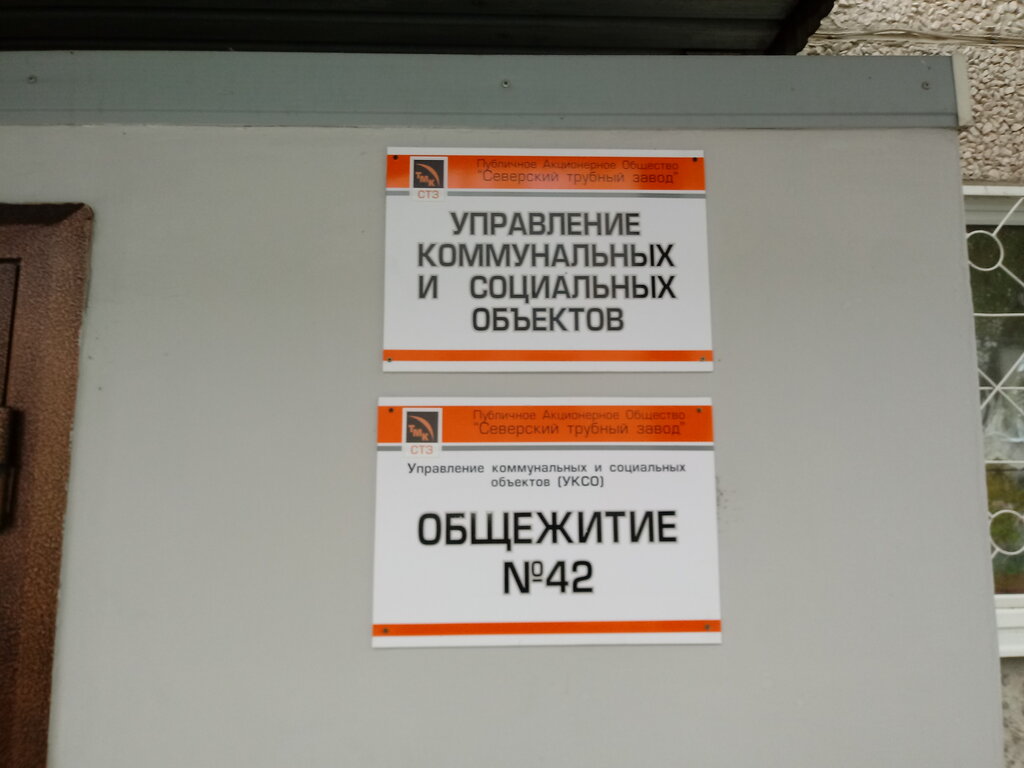 ТМК
СТЗ
Публичное Акционерное Общество
"Северский трубный завод"
УПРАВЛЕНИЕ
КОММУНАЛЬНЫХ
И СОЦИАЛЬНЫХ
ОБЪЕКТОВ
ТМК
СТЗ
Публичное Акционерное Общество
"Северский трубный завод"
Управление коммунальных и социальных
объектов (УКСО)
ОБЩЕЖИТИЕ
№42